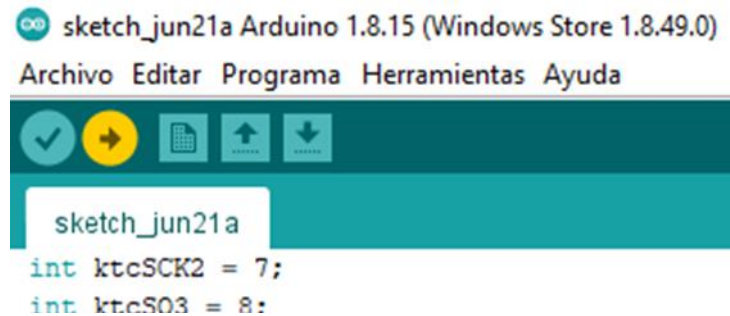 sketch_jun21a Arduino 1.8.15 (Windows Store 1.8.49.0)
Archivo Editar Programa Herramientas Ayuda
sketch_jun21a
int ktcSCK2 = 7;
int ktcSO3 = 8;